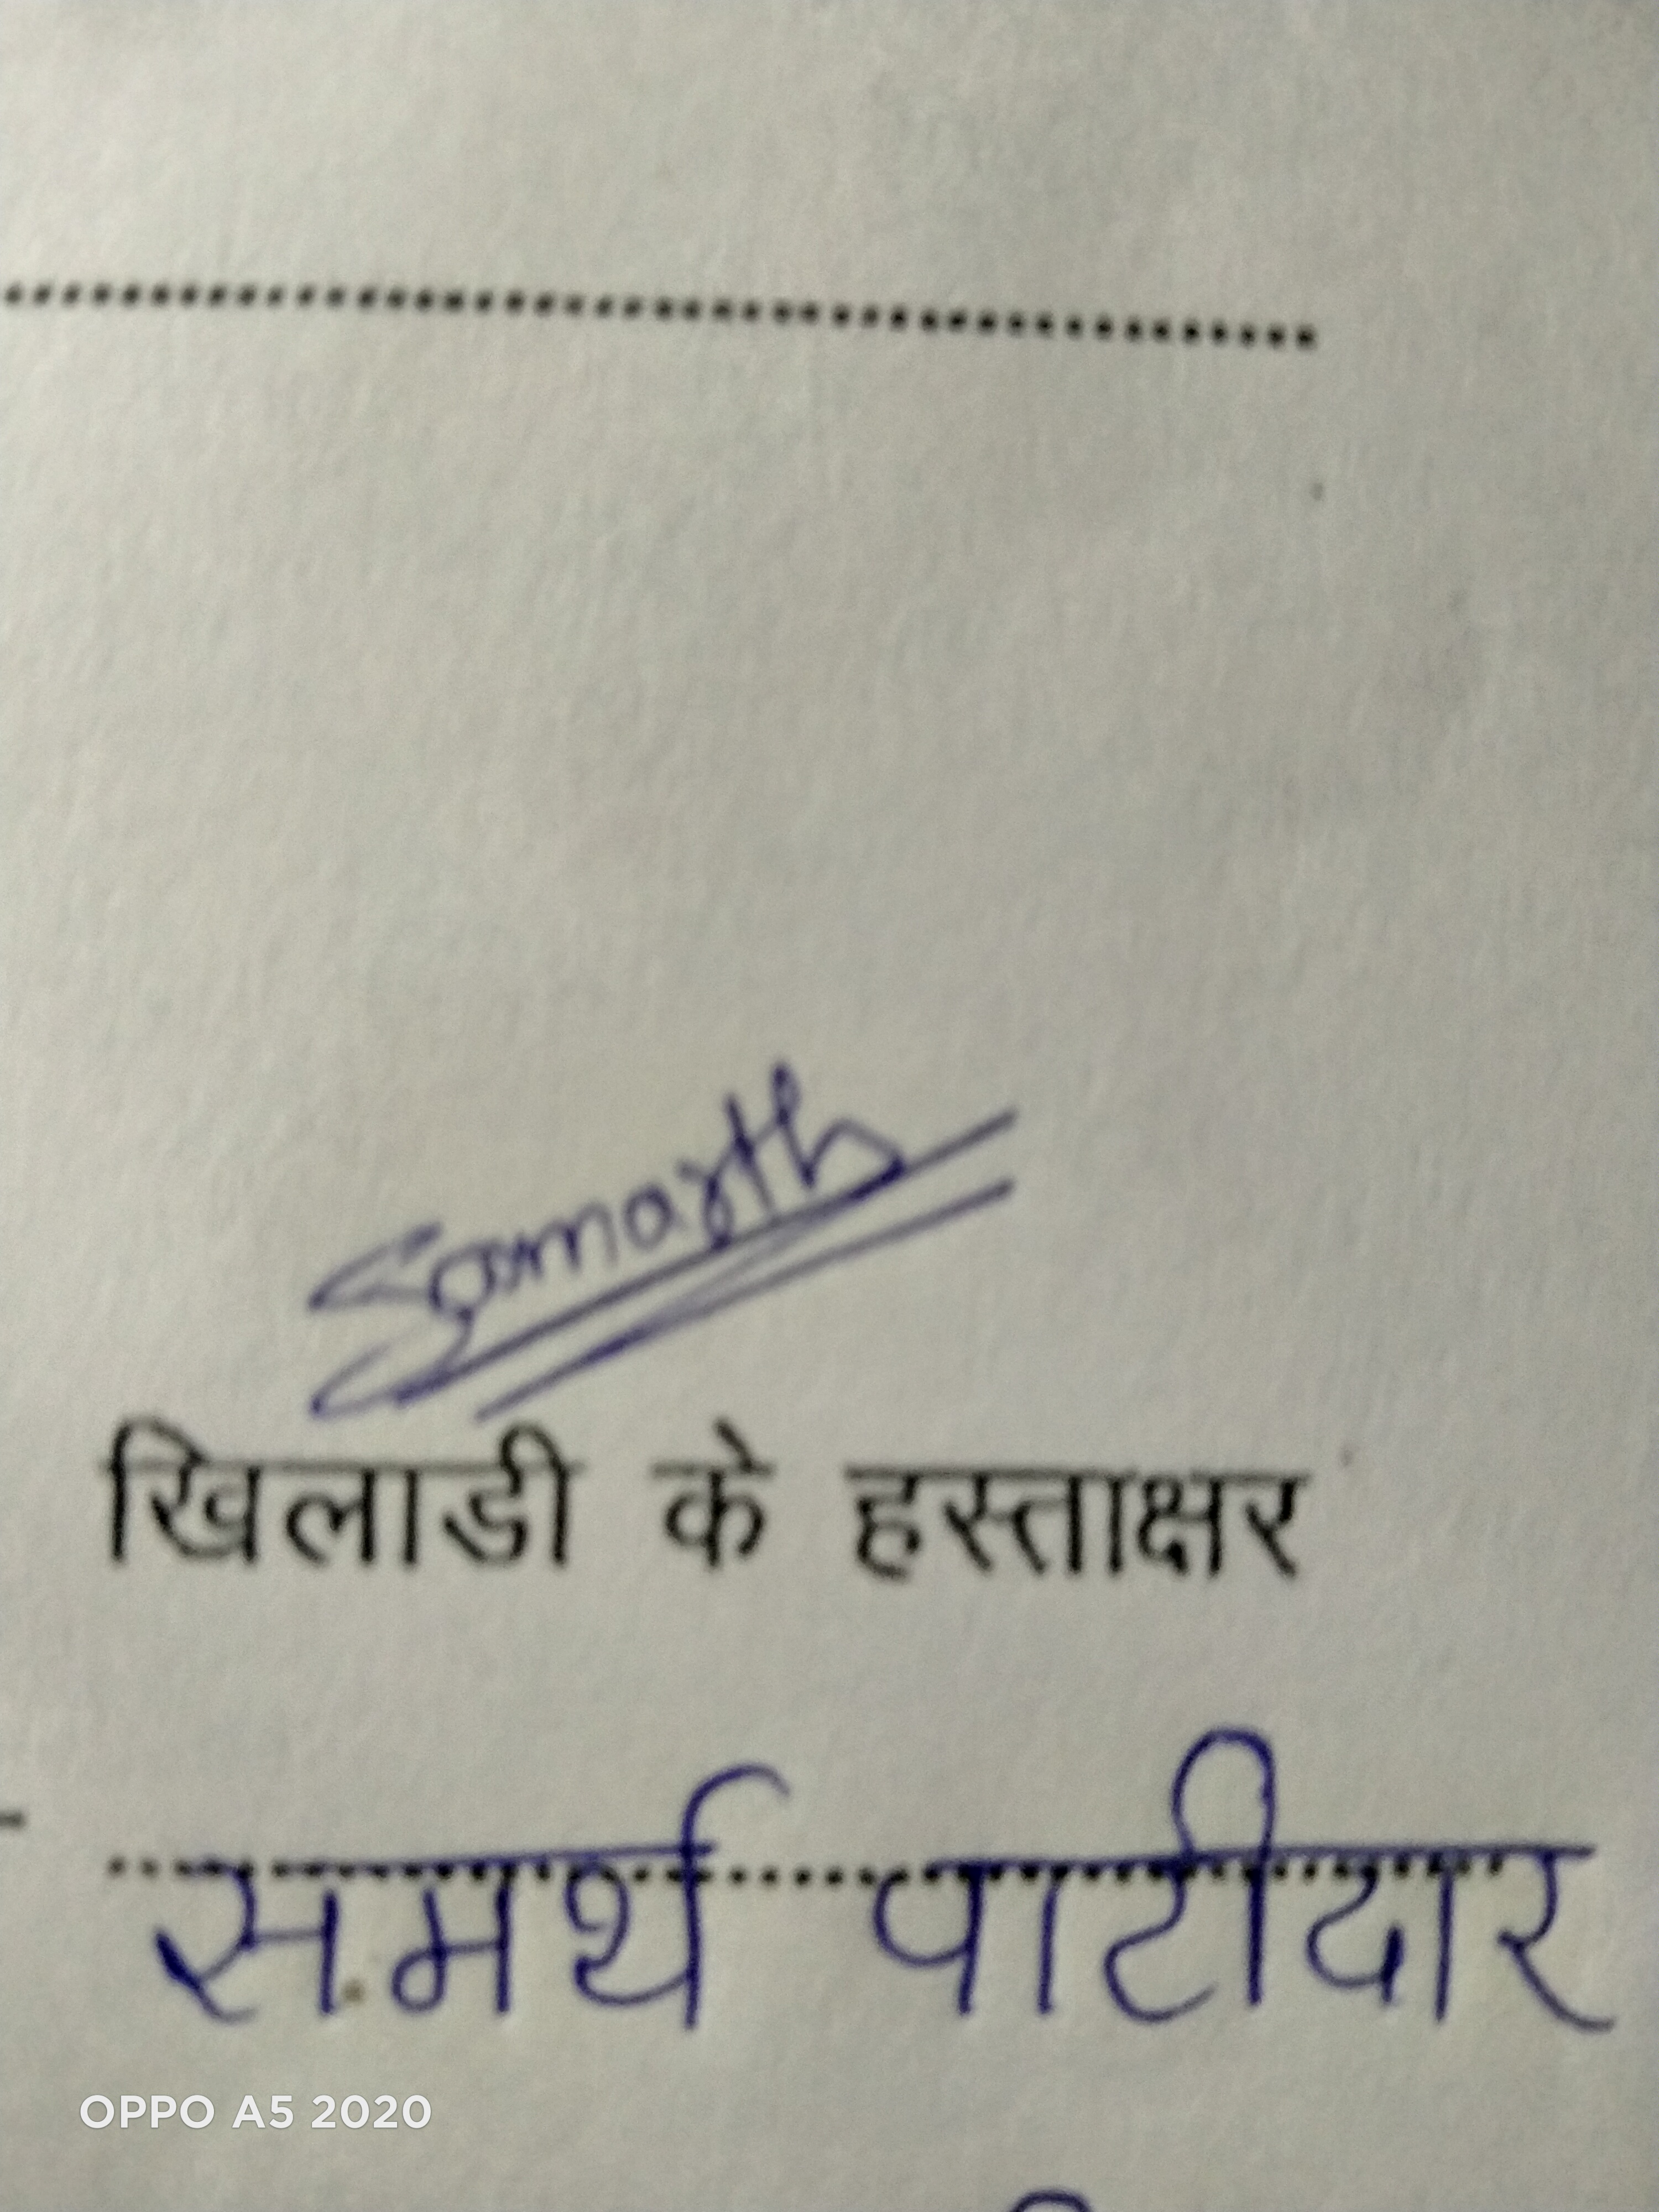 Samarth
खिलाडी के हस्ताक्षर
समर्थ पाटीदार
OPPO A5 2020